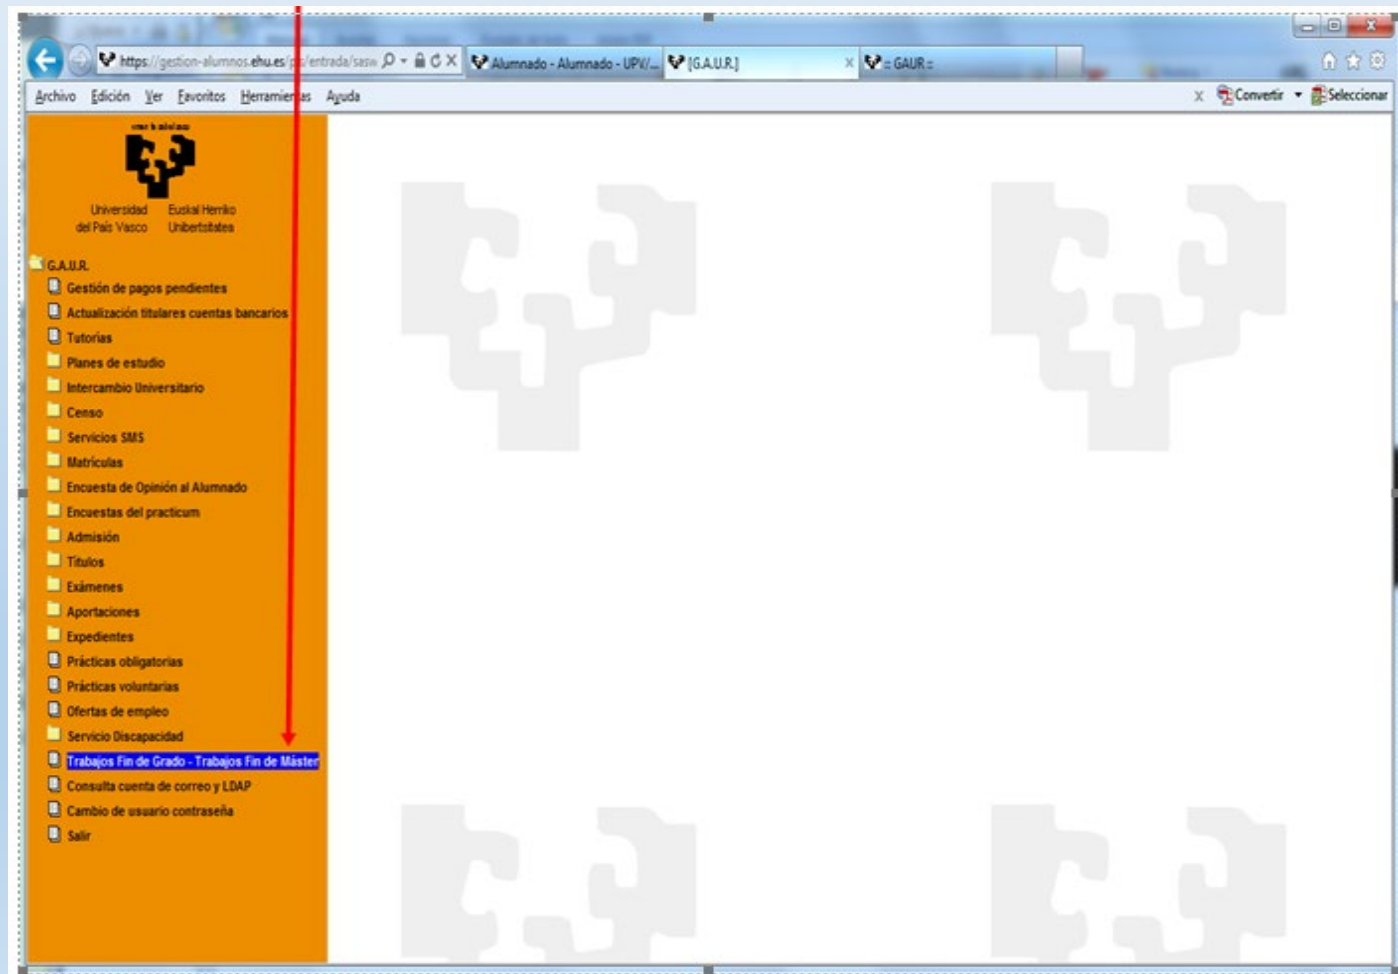 https://gestion-alumnos.ehu.es/ entrada/sasw
Alumnado - Alumnado - UPV/...
[G.A.U.R.]
:: GAUR ::
Archivo Edición Ver Favoritos Herramientas Ayuda
x Convertir Seleccionar
Universidad Euskal Herriko
del País Vasco Unibertsitatea
G.A.U.R.
Gestión de pagos pendientes
Actualización titulares cuentas bancarios
Tutorías
Planes de estudio
Intercambio Universitario
Censo
Servicios SMS
Matrículas
Encuesta de Opinión al Alumnado
Encuestas del practicum
Admisión
Títulos
Exámenes
Aportaciones
Expedientes
Prácticas obligatorias
Prácticas voluntarias
Ofertas de empleo
Servicio Discapacidad
Trabajos Fin de Grado - Trabajos Fin de Máster
Consulta cuenta de correo y LDAP
Cambio de usuario contraseña
Salir